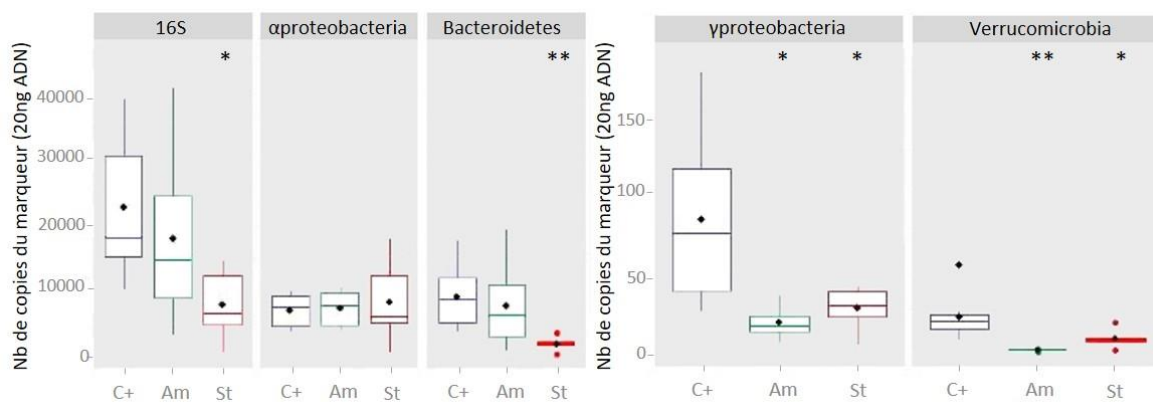 16S
αproteobacteria
Bacteroidetes
*
**
Nb de copies du marqueur (20ng ADN)
40000
30000
20000
10000
0
C+ Am St
C+ Am St
C+ Am St
γproteobacteria
Verrucomicrobia
* *
** *
Nb de copies du marqueur (20ng ADN)
150
100
50
0
C+ Am St
C+ Am St